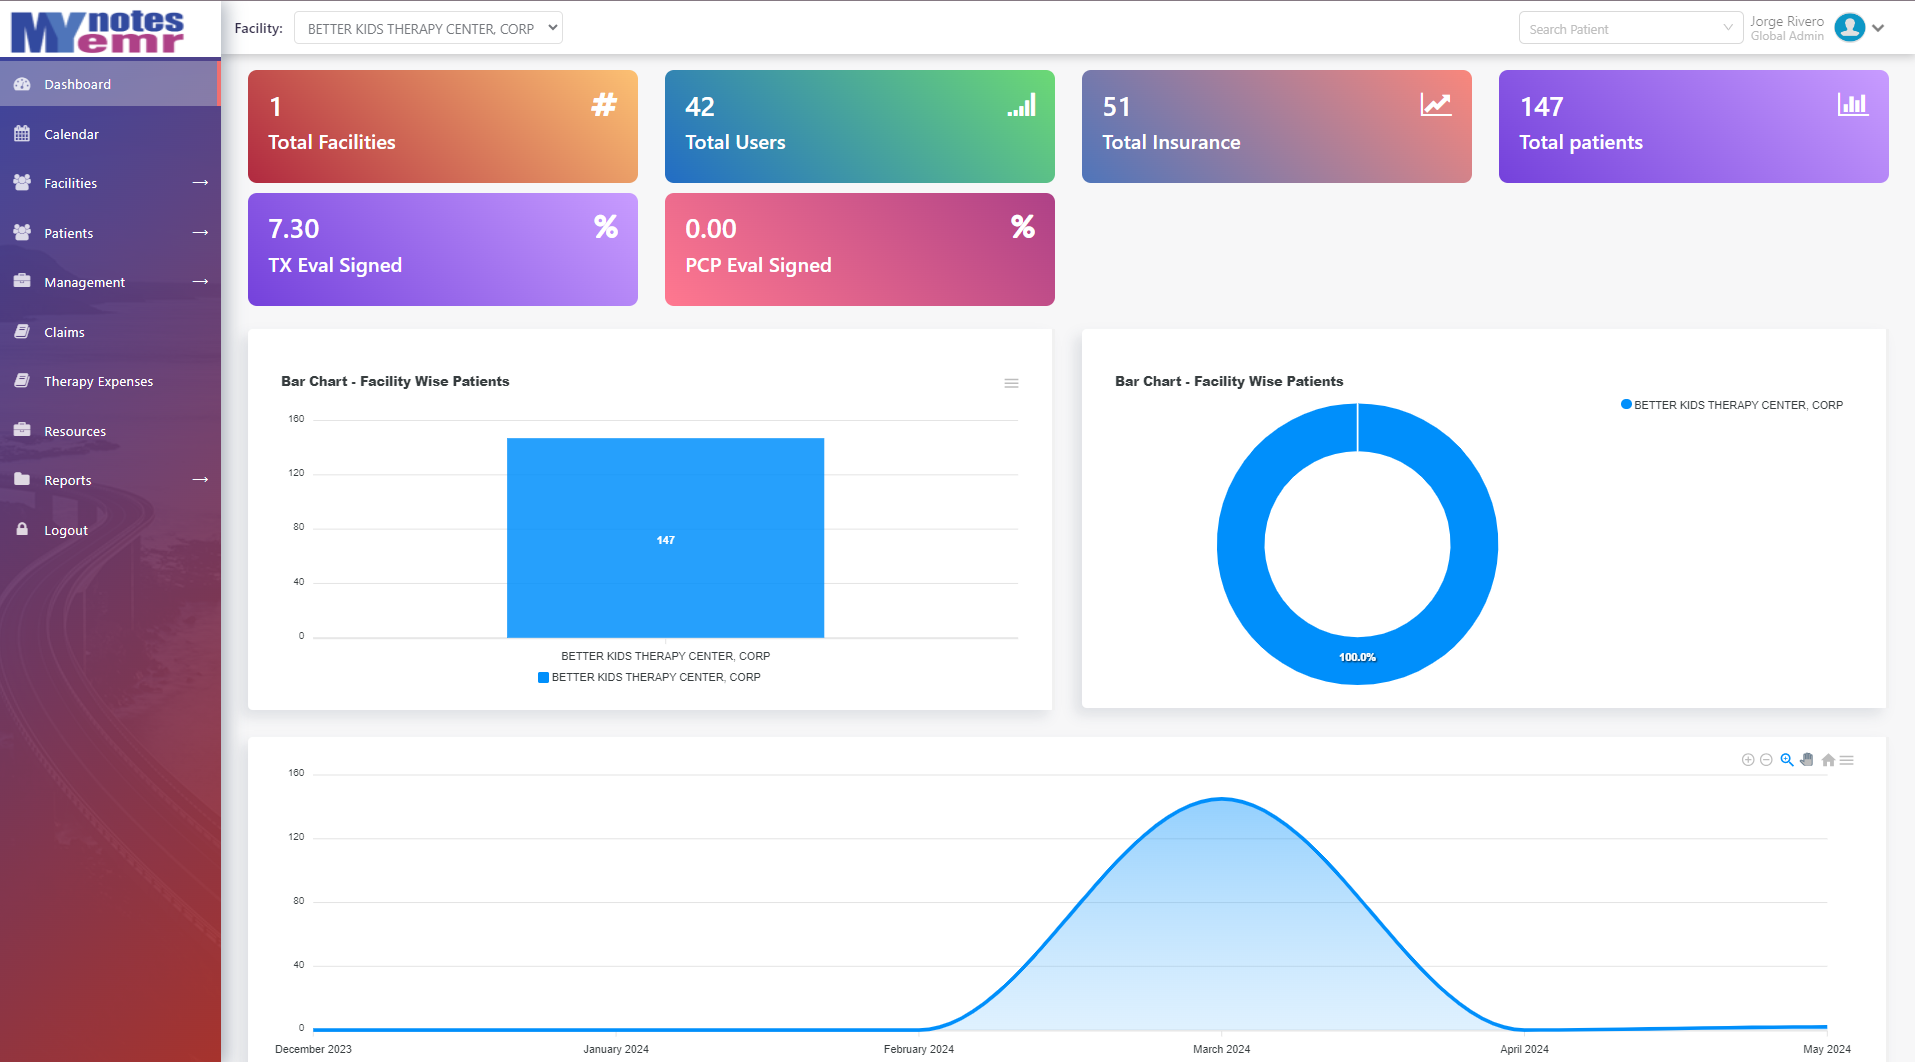 MYnotes
emr
Facility:
BETTER KIDS THERAPY CENTER, CORP
Search Patient
Jorge Rivero
Global Admin
Dashboard
Calendar
Facilities
Patients
Management
Claims
Therapy Expenses
Resources
Reports
Logout
1
#
Total Facilities
42
Total Users
51
Total Insurance
147
Total patients
7.30
%
TX Eval Signed
0.00
%
PCP Eval Signed
Bar Chart - Facility Wise Patients
160
120
80
40
0
147
BETTER KIDS THERAPY CENTER, CORP
BETTER KIDS THERAPY CENTER, CORP
Bar Chart - Facility Wise Patients
BETTER KIDS THERAPY CENTER, CORP
100.0%
160
120
80
40
0
December 2023
January 2024
February 2024
March 2024
April 2024
May 2024